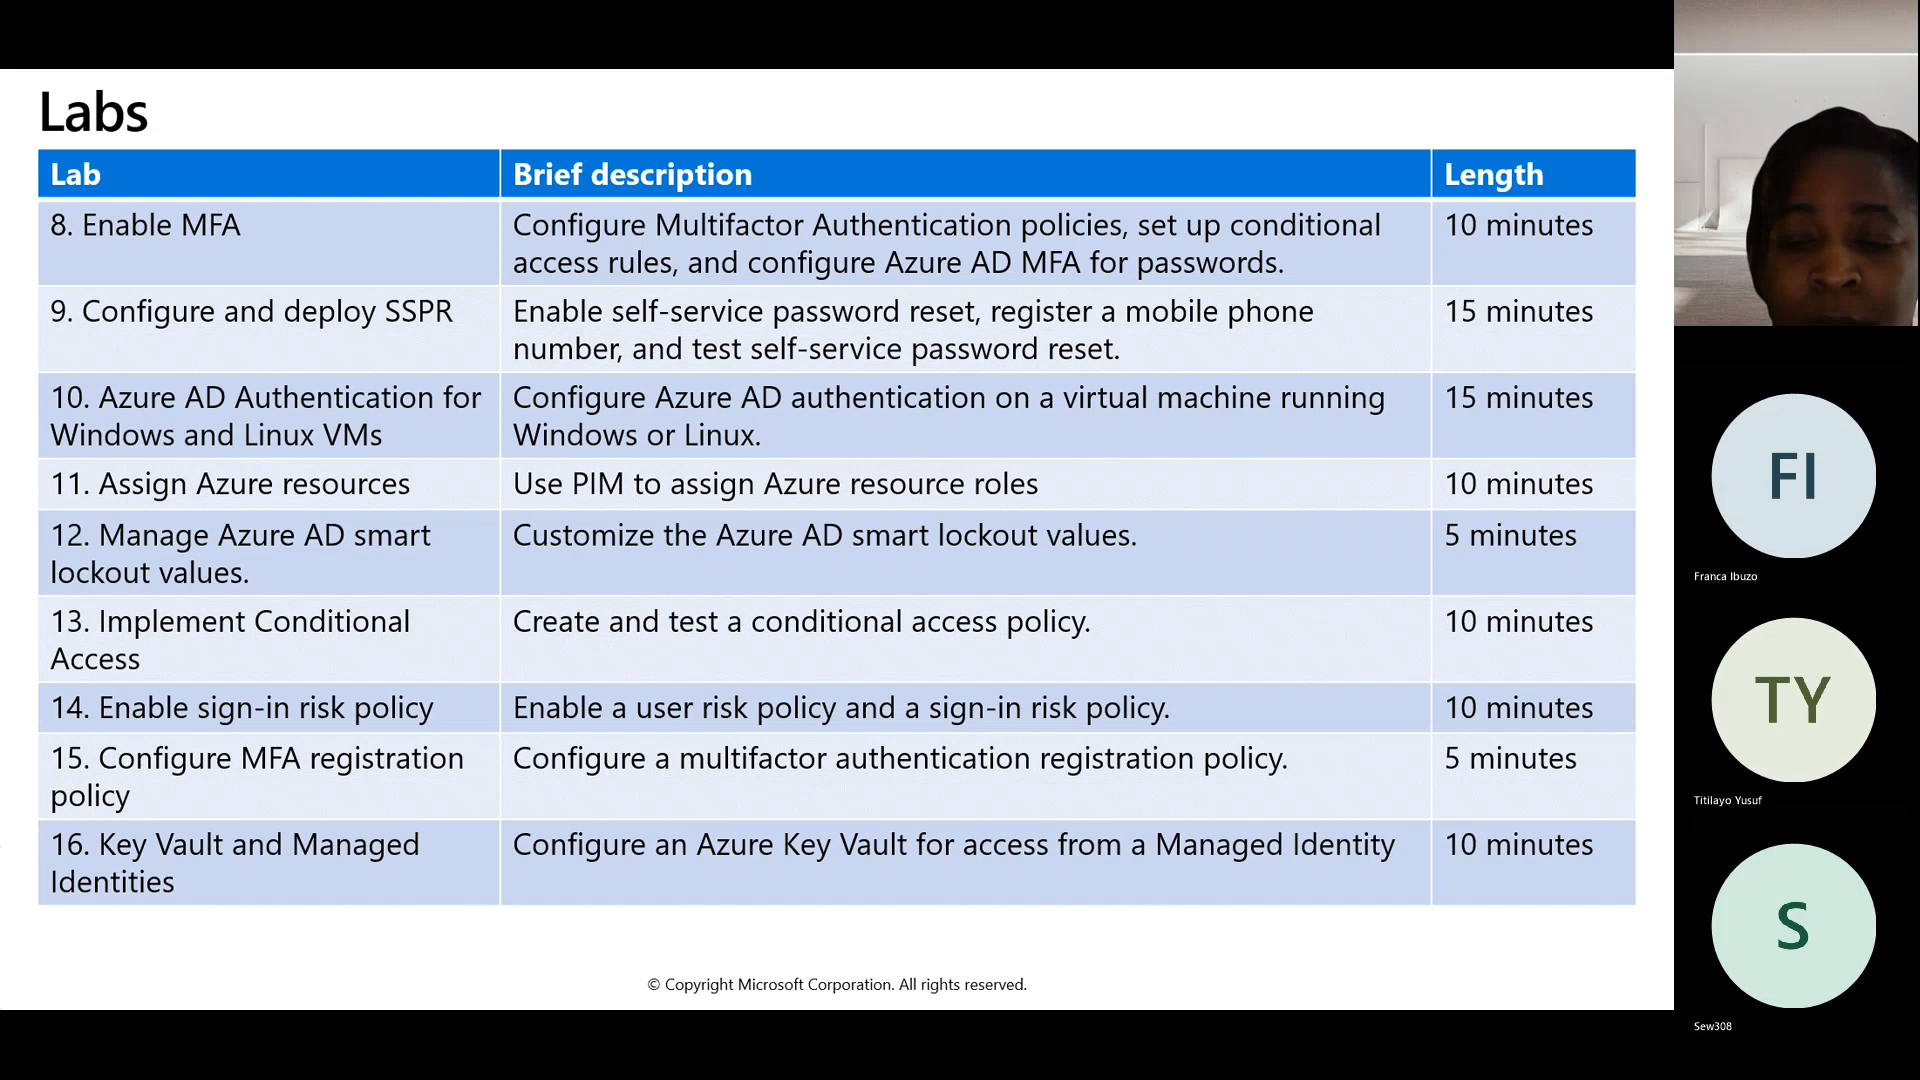 Labs
Lab
Brief description
Length
8. Enable MFA
Configure Multifactor Authentication policies, set up conditional
access rules, and configure Azure AD MFA for passwords.
10 minutes
9. Configure and deploy SSPR
Enable self-service password reset, register a mobile phone
number, and test self-service password reset.
15 minutes
10. Azure AD Authentication for
Windows and Linux VMs
Configure Azure AD authentication on a virtual machine running
Windows or Linux.
15 minutes
11. Assign Azure resources
Use PIM to assign Azure resource roles
10 minutes
12. Manage Azure AD smart
lockout values.
Customize the Azure AD smart lockout values.
5 minutes
13. Implement Conditional
Access
Create and test a conditional access policy.
10 minutes
14. Enable sign-in risk policy
Enable a user risk policy and a sign-in risk policy.
10 minutes
15. Configure MFA registration
policy
Configure a multifactor authentication registration policy.
5 minutes
16. Key Vault and Managed
Identities
Configure an Azure Key Vault for access from a Managed Identity
10 minutes
© Copyright Microsoft Corporation. All rights reserved.
FI
Franca Ibuzo
TY
Titilayo Yusuf
S
Sew308